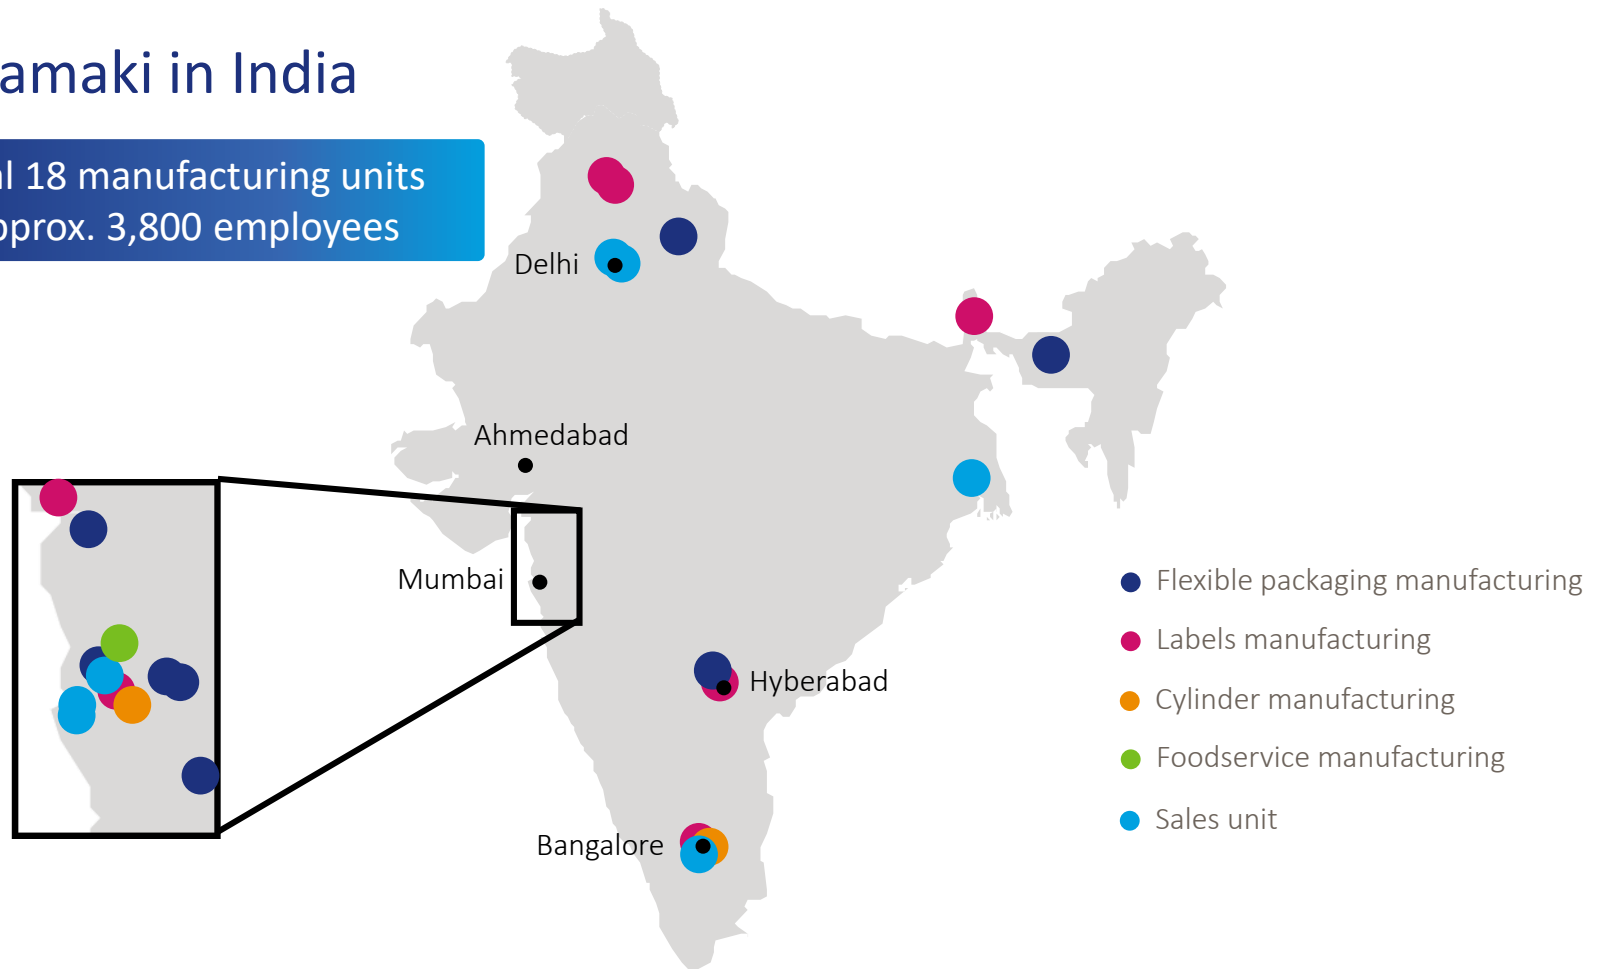 amaki in India
al 18 manufacturing units
pprox. 3,800 employees
Delhi
Ahmedabad
Mumbai
Hyberabad
Bangalore
Flexible packaging manufacturing
Labels manufacturing
Cylinder manufacturing
Foodservice manufacturing
Sales unit